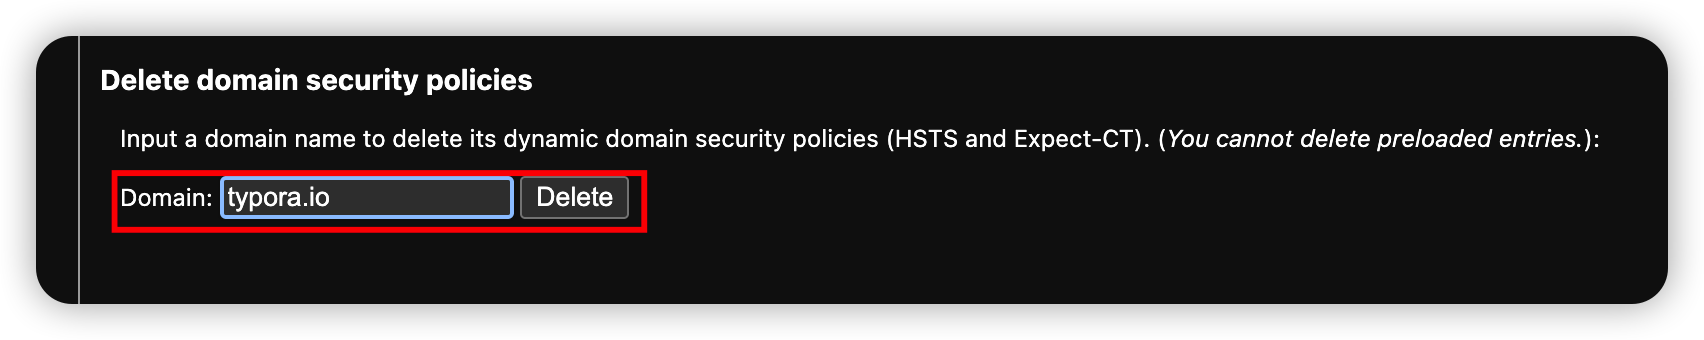 Delete domain security policies
Input a domain name to delete its dynamic domain security policies (HSTS and Expect-CT). (You cannot delete preloaded entries.):
Domain: typora.io Delete